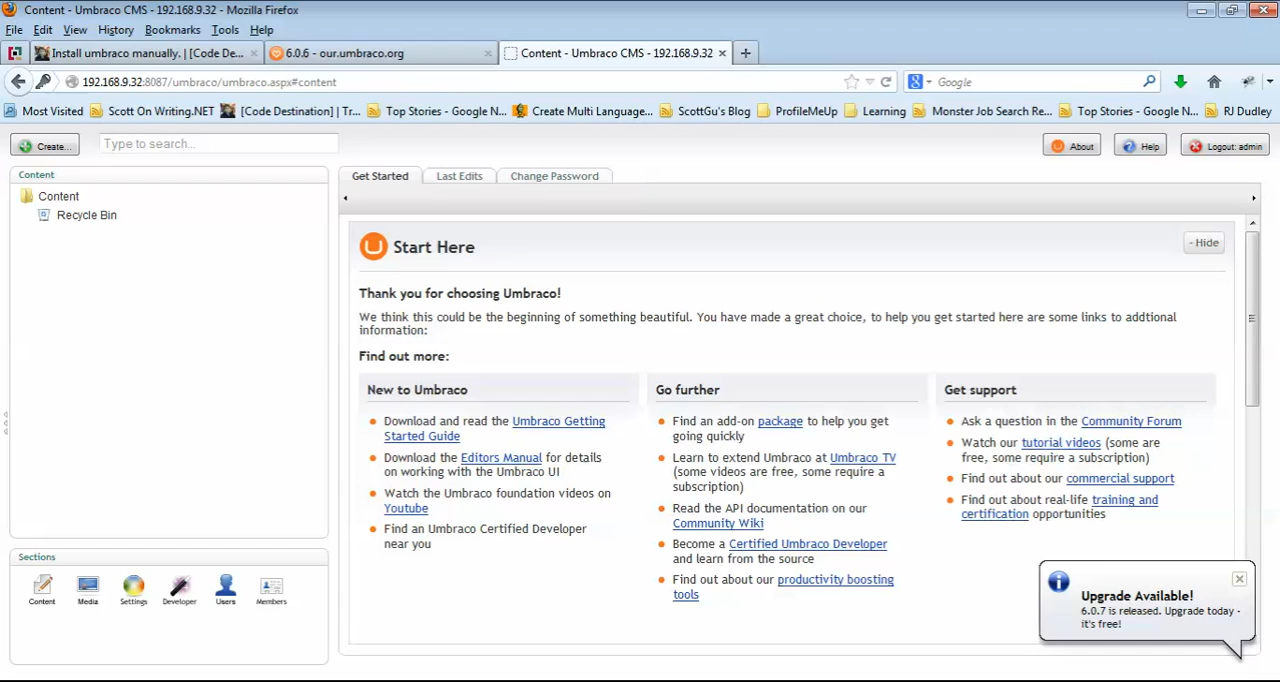 Content - Umbraco CMS - 192.168.9.32 - Mozilla Firefox
File Edit View History Bookmarks Tools Help
Install umbraco manually. | [Code De...
6.0.6 - our.umbraco.org
Content - Umbraco CMS - 192.168.9.32
192.168.9.32:8087/umbraco/umbraco.aspx#content
Google
Most Visited
Scott On Writing.NET
[Code Destination] | Tr...
Top Stories - Google N...
Create Multi Language,...
ScottGu's Blog
ProfileMeUp
Learning
Monster Job Search Re...
Top Stories - Google N...
RJ Dudley
Create...
Type to search...
About
Help
Logout: admin
Content
Content
Recycle Bin
Get Started
Last Edits
Change Password
Start Here
- Hide
Thank you for choosing Umbraco!
We think this could be the beginning of something beautiful. You have made a great choice, to help you get started here are some links to addtional
information:
Find out more:
New to Umbraco
Download and read the Umbraco Getting
Started Guide
Download the Editors Manual for details
on working with the Umbraco UI
Watch the Umbraco foundation videos on
Youtube
Find an Umbraco Certified Developer
near you
Go further
Find an add-on package to help you get
going quickly
Learn to extend Umbraco at Umbraco TV
(some videos are free, some require a
subscription)
Read the API documentation on our
Community Wiki
Become a Certified Umbraco Developer
and learn from the source
Find out about our productivity boosting
tools
Get support
Ask a question in the Community Forum
Watch our tutorial videos (some are
free, some require a subscription)
Find out about our commercial support
Find out about real-life training and
certification opportunities
Sections
Content
Media
Settings
Developer
Users
Members
Upgrade Available!
6.0.7 is released. Upgrade today -
it's free!